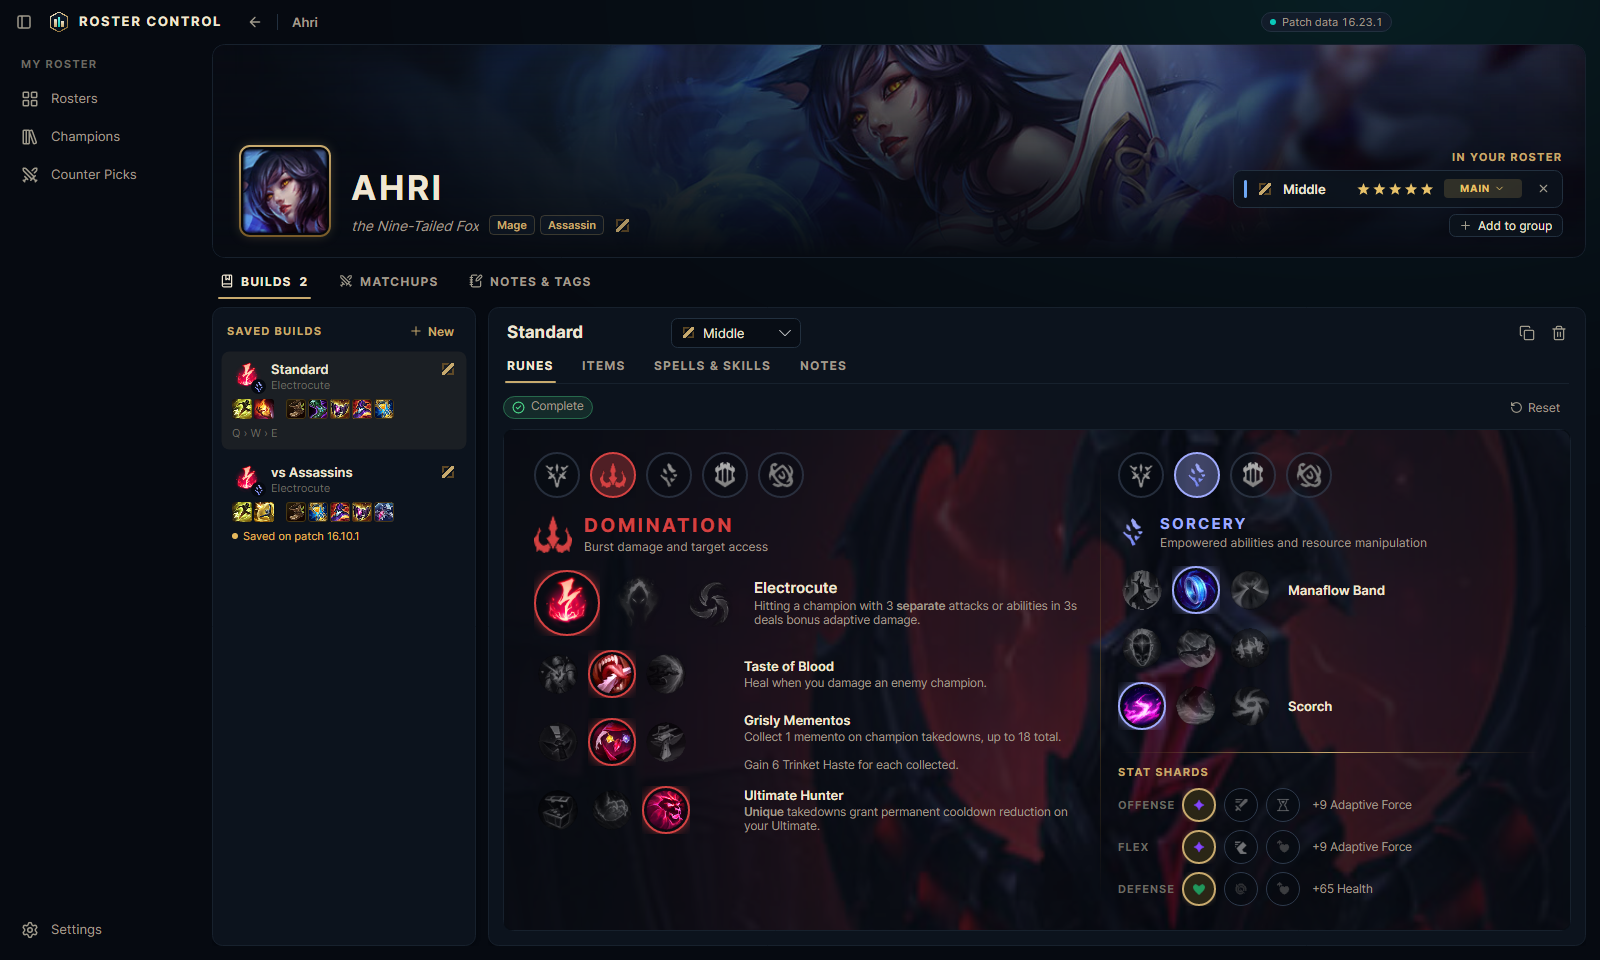 ROSTER CONTROL
Ahri
Patch data 16.23.1
MY ROSTER
Rosters
Champions
Counter Picks
Settings
AHRI
the Nine-Tailed Fox
Mage
Assassin
IN YOUR ROSTER
Middle
MAIN
Add to group
BUILDS 2
MATCHUPS
NOTES & TAGS
SAVED BUILDS
+ New
Standard
Electrocute
Q › W › E
vs Assassins
Electrocute
Saved on patch 16.10.1
Standard
Middle
RUNES
ITEMS
SPELLS & SKILLS
NOTES
Complete
Reset
DOMINATION
Burst damage and target access
Electrocute
Hitting a champion with 3 separate attacks or abilities in 3s
deals bonus adaptive damage.
Taste of Blood
Heal when you damage an enemy champion.
Grisly Mementos
Collect 1 memento on champion takedowns, up to 18 total.
Gain 6 Trinket Haste for each collected.
Ultimate Hunter
Unique takedowns grant permanent cooldown reduction on
your Ultimate.
SORCERY
Empowered abilities and resource manipulation
Manaflow Band
Scorch
STAT SHARDS
OFFENSE
+9 Adaptive Force
FLEX
+9 Adaptive Force
DEFENSE
+65 Health